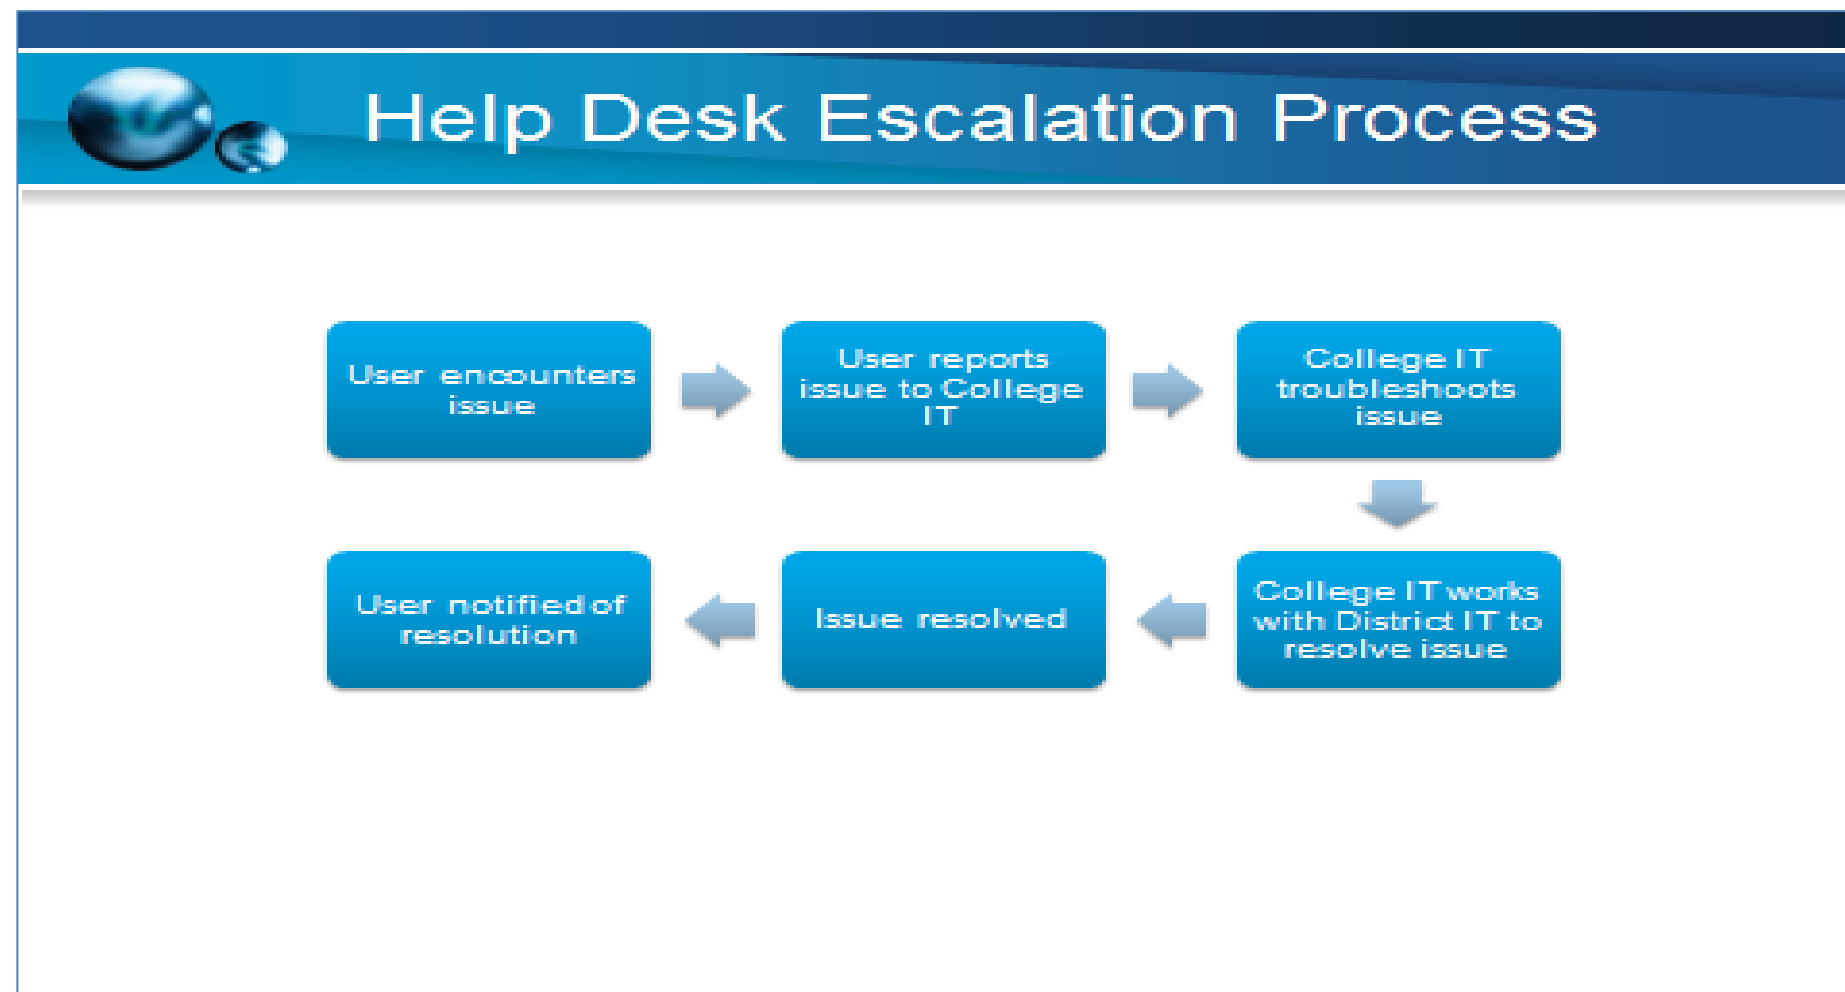 Help Desk Escalation Process
User encounters
issue
User reports
issue to College
IT
College IT
troubleshoots
issue
College IT works
with District IT to
resolve issue
Issue resolved
User notified of
resolution